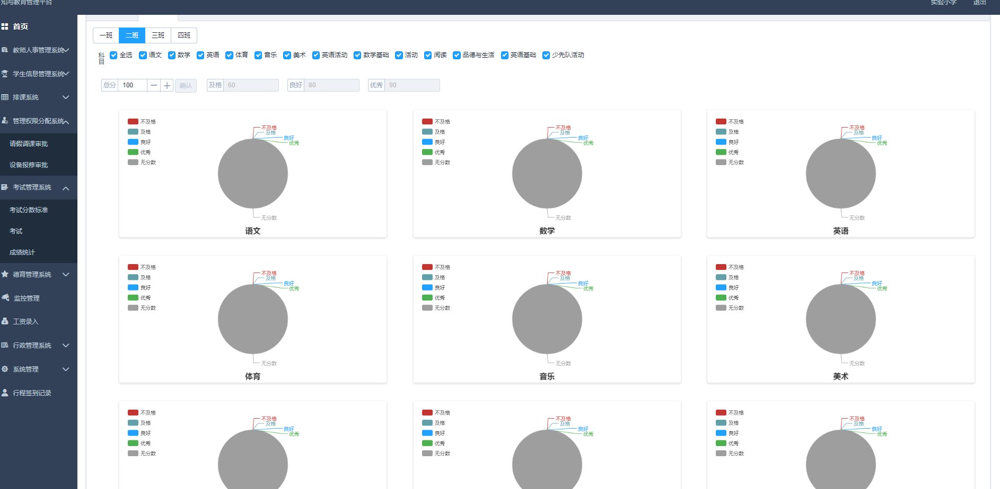 知与教育管理平台
实验小学 退出
首页
教师人事管理系统
学生信息管理系统
排课系统
管理权限分配系统
请假调课审批
设备报修审批
考试管理系统
考试分数标准
考试
成绩统计
德育管理系统
监控管理
工资录入
行政管理系统
系统管理
行程签到记录
一班 二班 三班 四班
科目 全选 语文 数学 英语 体育 音乐 美术 英语活动 数学基础 活动 阅读 品德与生活 英语基础 少先队活动
总分 100 确认 及格 60 良好 80 优秀 90
不及格
及格
良好
优秀
无分数
不及格
及格
良好
优秀
无分数
语文
不及格
及格
良好
优秀
无分数
不及格
及格
良好
优秀
无分数
数学
不及格
及格
良好
优秀
无分数
不及格
及格
良好
优秀
无分数
英语
不及格
及格
良好
优秀
无分数
不及格
及格
良好
优秀
无分数
体育
不及格
及格
良好
优秀
无分数
不及格
及格
良好
优秀
无分数
音乐
不及格
及格
良好
优秀
无分数
不及格
及格
良好
优秀
无分数
美术
不及格
及格
良好
优秀
无分数
不及格
及格
良好
优秀
不及格
及格
良好
优秀
无分数
不及格
及格
良好
优秀
不及格
及格
良好
优秀
无分数
不及格
及格
良好
优秀